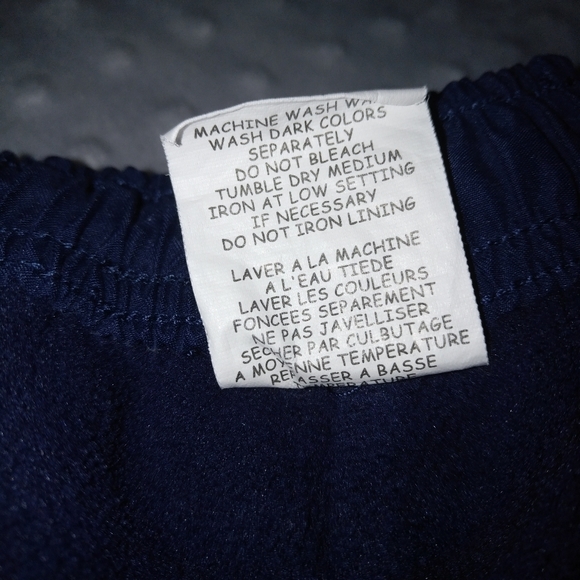 MACHINE WASH WA
WASH DARK COLORS
SEPARATELY
DO NOT BLEACH
TUMBLE DRY MEDIUM
IRON AT LOW SETTING
IF NECESSARY
DO NOT IRON LINING
LAVER A LA MACHINE
A L'EAU TIEDE
LAVER LES COULEURS
FONCEES SEPAREMENT
NE PAS JAVELLISER
SECHER PAR CULBUTAGE
A MOYENNE TEMPERATURE
REPASSER A BASSE
TEMPERATURE